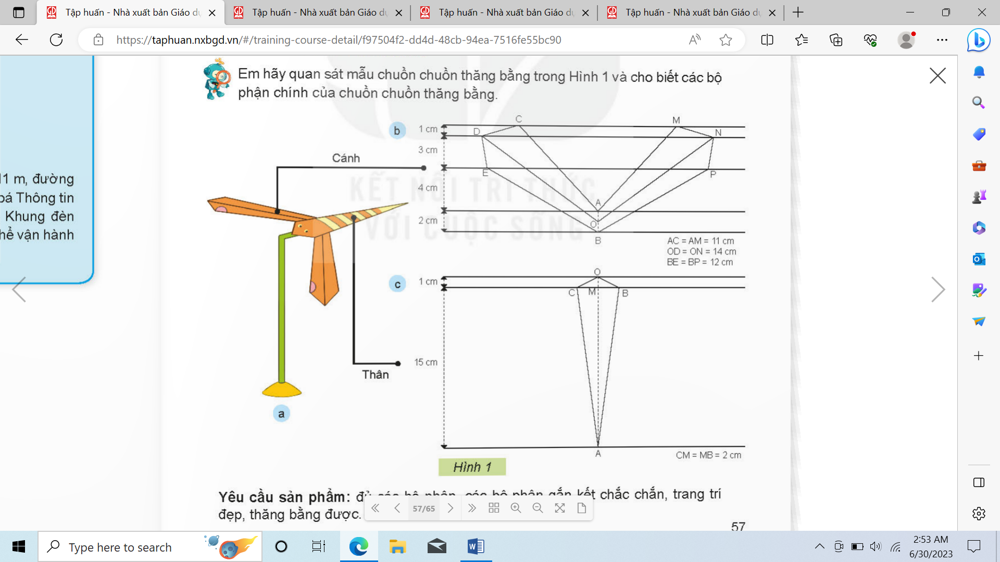 Tập huấn - Nhà xuất bản Giáo dụ
Tập huấn - Nhà xuất bản Giáo dụ
Tập huấn - Nhà xuất bản Giáo dụ
Tập huấn - Nhà xuất bản Giáo dụ
https://taphuan.nxbgd.vn/#/training-course-detail/f97504f2-dd4d-48cb-94ea-7516fe55bc90
Em hãy quan sát mẫu chuồn chuồn thăng bằng trong Hình 1 và cho biết các bộ
phận chính của chuồn chuồn thăng bằng.
11 m, đường
bá Thông tin
Khung đèn
hể vận hành
Cánh
Thân
a
b
1 cm
3 cm
4 cm
2 cm
C
M
D
N
E
P
A
O
B
AC = AM = 11 cm
OD = ON = 14 cm
BE = BP = 12 cm
c
1 cm
15 cm
O
C
M
B
A
CM = MB = 2 cm
KẾT NỐI TRI THỨC
VỚI CUỘC SỐNG
Hình 1
Yêu cầu sản phẩm: đủ các bộ phận, các bộ phận gắn kết chắc chắn, trang trí
đẹp, thăng bằng được.
57/65
57
Type here to search
2:53 AM
6/30/2023